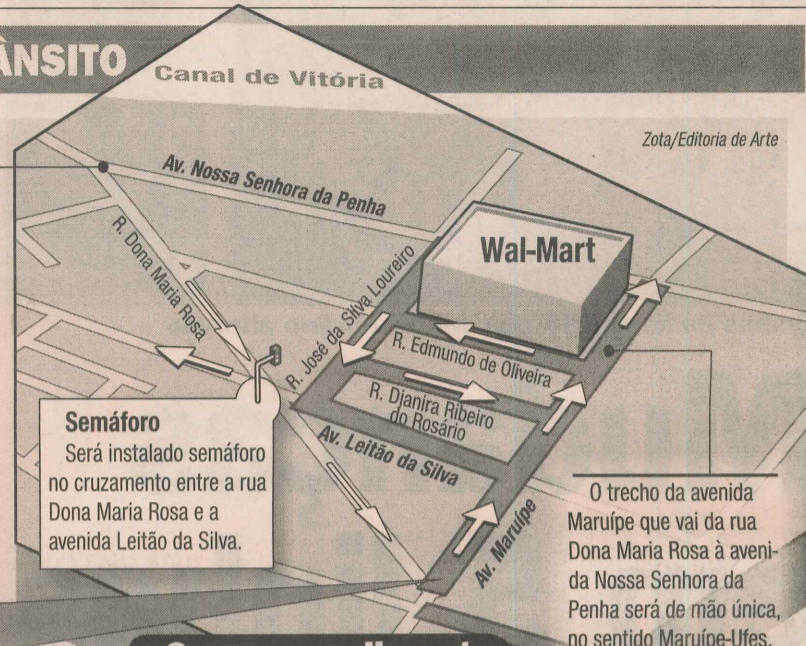 ÂNSITO
Canal de Vitória
Zota/Editoria de Arte
Av. Nossa Senhora da Penha
R. Dona Maria Rosa
Wal-Mart
R. José da Silva Loureiro
R. Edmundo de Oliveira
R. Djanira Ribeiro
do Rosário
Av. Leitão da Silva
Av. Maruípe
Semáforo
Será instalado semáforo
no cruzamento entre a rua
Dona Maria Rosa e a
avenida Leitão da Silva.
O trecho da avenida
Maruípe que vai da rua
Dona Maria Rosa à aveni-
da Nossa Senhora da
Penha será de mão única,
no sentido Maruípe-Ufes.